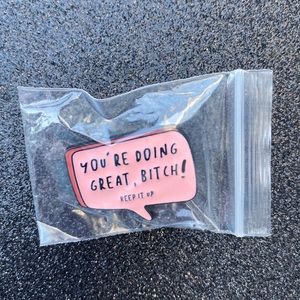 YOU'RE DOING
GREAT, BITCH!
KEEP IT UP